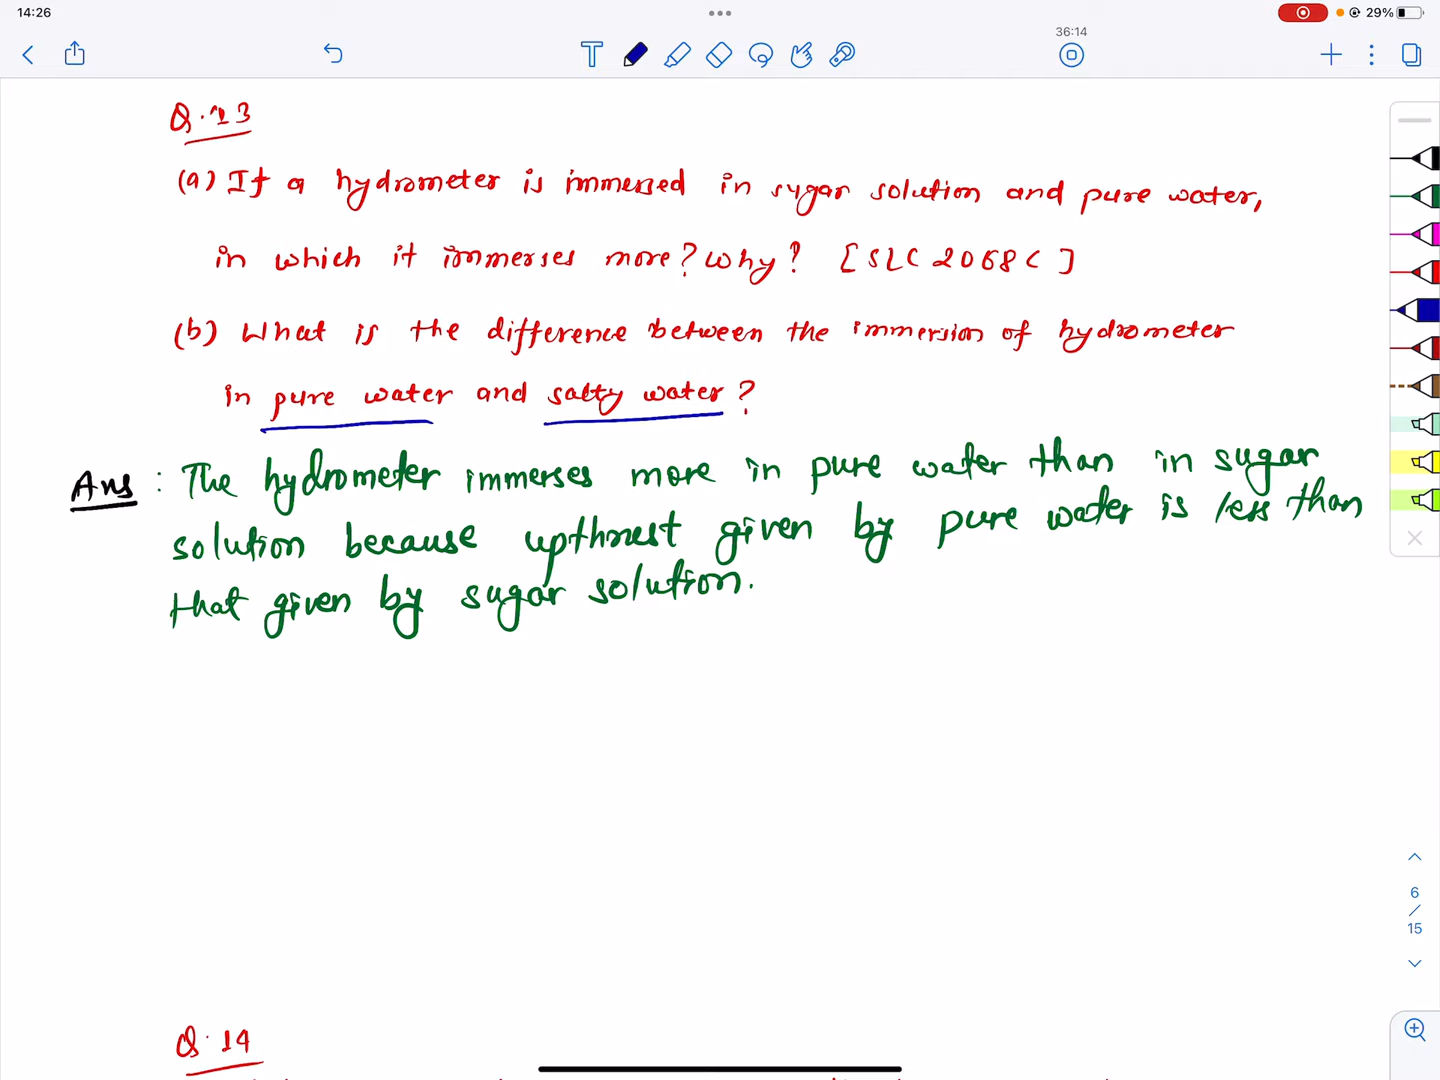 14:26
29%
36:14
Q.13
(a) If a hydrometer is immersed in sugar solution and pure water,
in which it immerses more? why? [SLC 2068 C]
(b) What is the difference between the immersion of hydrometer
in pure water and salty water?
Ans : The hydrometer immerses more in pure water than in sugar
solution because upthrust given by pure water is less than
that given by sugar solution.
6
/
15
Q.14